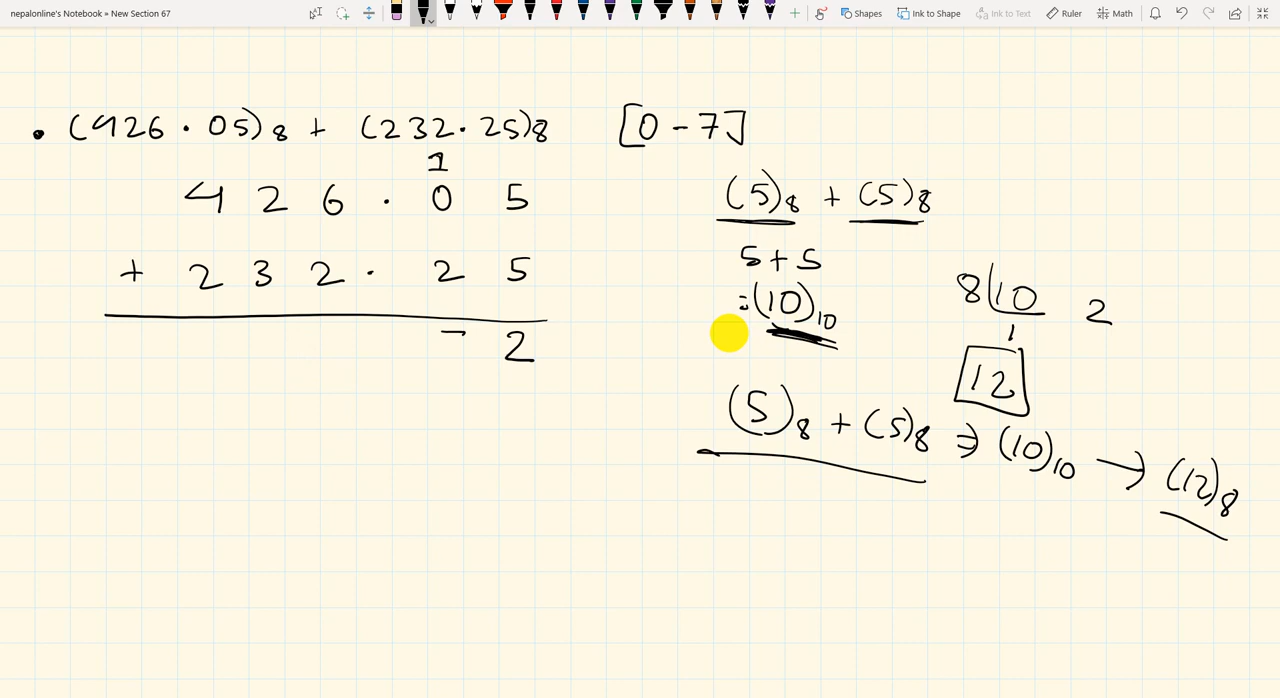 nepalonline's Notebook » New Section 67
Shapes Ink to Shape Ink to Text Ruler Math
• (426.05)8 + (232.25)8 [0-7]
1
4 2 6 . 0 5
+ 2 3 2 . 2 5
2
(5)8 + (5)8
5+5
=(10)10
8 10 2
1
12
(5)8 + (5)8 ⇒ (10)10 → (12)8